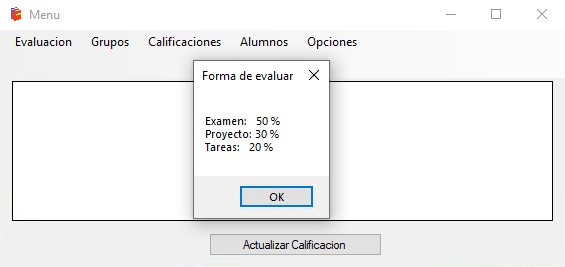 Menu
Evaluacion Grupos Calificaciones Alumnos Opciones
Forma de evaluar
Examen: 50 %
Proyecto: 30 %
Tareas: 20 %
OK
Actualizar Calificacion